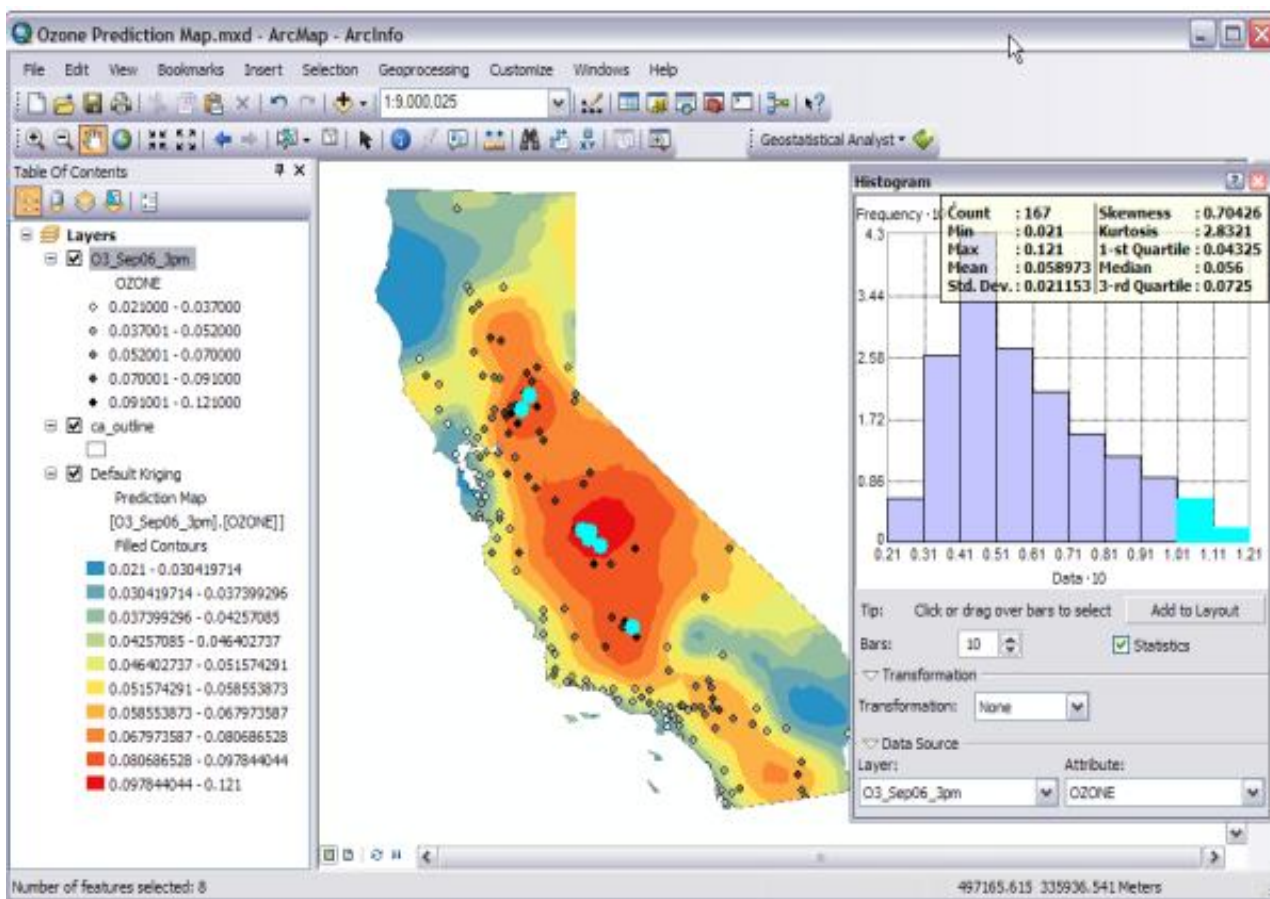 Ozone Prediction Map.mxd - ArcMap - ArcInfo
File Edit View Bookmarks Insert Selection Geoprocessing Customize Windows Help
1:9.000.025
Geostatistical Analyst
Table Of Contents
Layers
O3_Sep06_3pm
OZONE
0.021000 - 0.037000
0.037001 - 0.052000
0.052001 - 0.070000
0.070001 - 0.091000
0.091001 - 0.121000
ca_outline
Default Kriging
Prediction Map
[O3_Sep06_3pm].[OZONE]]
Filled Contours
0.021 - 0.030419714
0.030419714 - 0.037399296
0.037399296 - 0.04257085
0.04257085 - 0.046402737
0.046402737 - 0.051574291
0.051574291 - 0.058553873
0.058553873 - 0.067973587
0.067973587 - 0.080686528
0.080686528 - 0.097844044
0.097844044 - 0.121
Histogram
Frequency · 10
Count : 167 Skewness : 0.70426
Min : 0.021 Kurtosis : 2.8321
Max : 0.121 1-st Quartile : 0.04325
Mean : 0.058973 Median : 0.056
Std. Dev. : 0.021153 3-rd Quartile : 0.0725
4.3
3.44
2.58
1.72
0.86
0
0.21 0.31 0.41 0.51 0.61 0.71 0.81 0.91 1.01 1.11 1.21
Data · 10
Tip: Click or drag over bars to select Add to Layout
Bars: 10 Statistics
Transformation
Transformation: None
Data Source
Layer: Attribute:
O3_Sep06_3pm OZONE
Number of features selected: 8
497165.615 335936.541 Meters